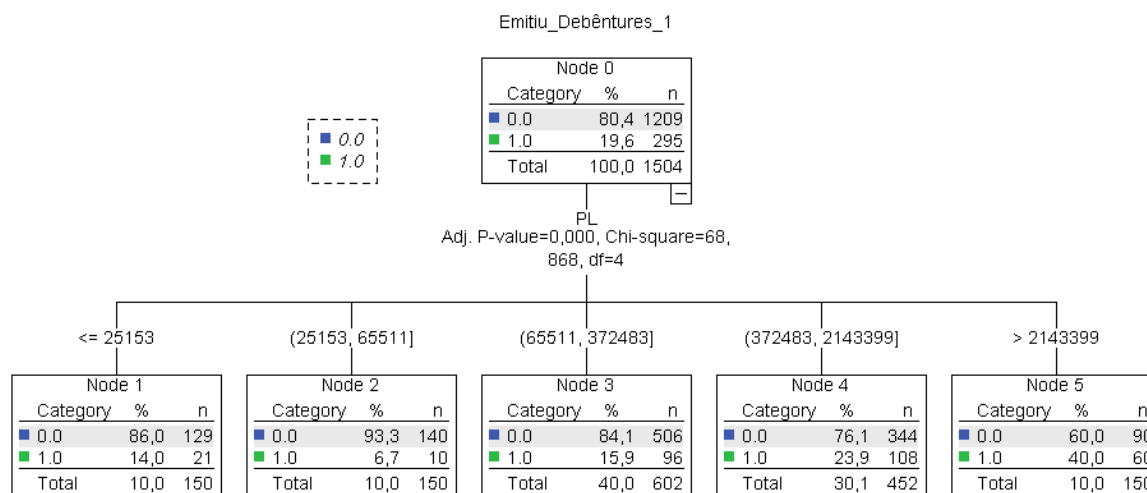 Emitiu_Debêntures_1
Node 0
Category % n
0.0 80,4 1209
1.0 19,6 295
Total 100,0 1504
0.0
1.0
PL
Adj. P-value=0,000, Chi-square=68,
868, df=4
<= 25153
(25153, 65511]
(65511, 372483]
(372483, 2143399]
> 2143399
Node 1
Category % n
0.0 86,0 129
1.0 14,0 21
Total 10,0 150
Node 2
Category % n
0.0 93,3 140
1.0 6,7 10
Total 10,0 150
Node 3
Category % n
0.0 84,1 506
1.0 15,9 96
Total 40,0 602
Node 4
Category % n
0.0 76,1 344
1.0 23,9 108
Total 30,1 452
Node 5
Category % n
0.0 60,0 90
1.0 40,0 60
Total 10,0 150